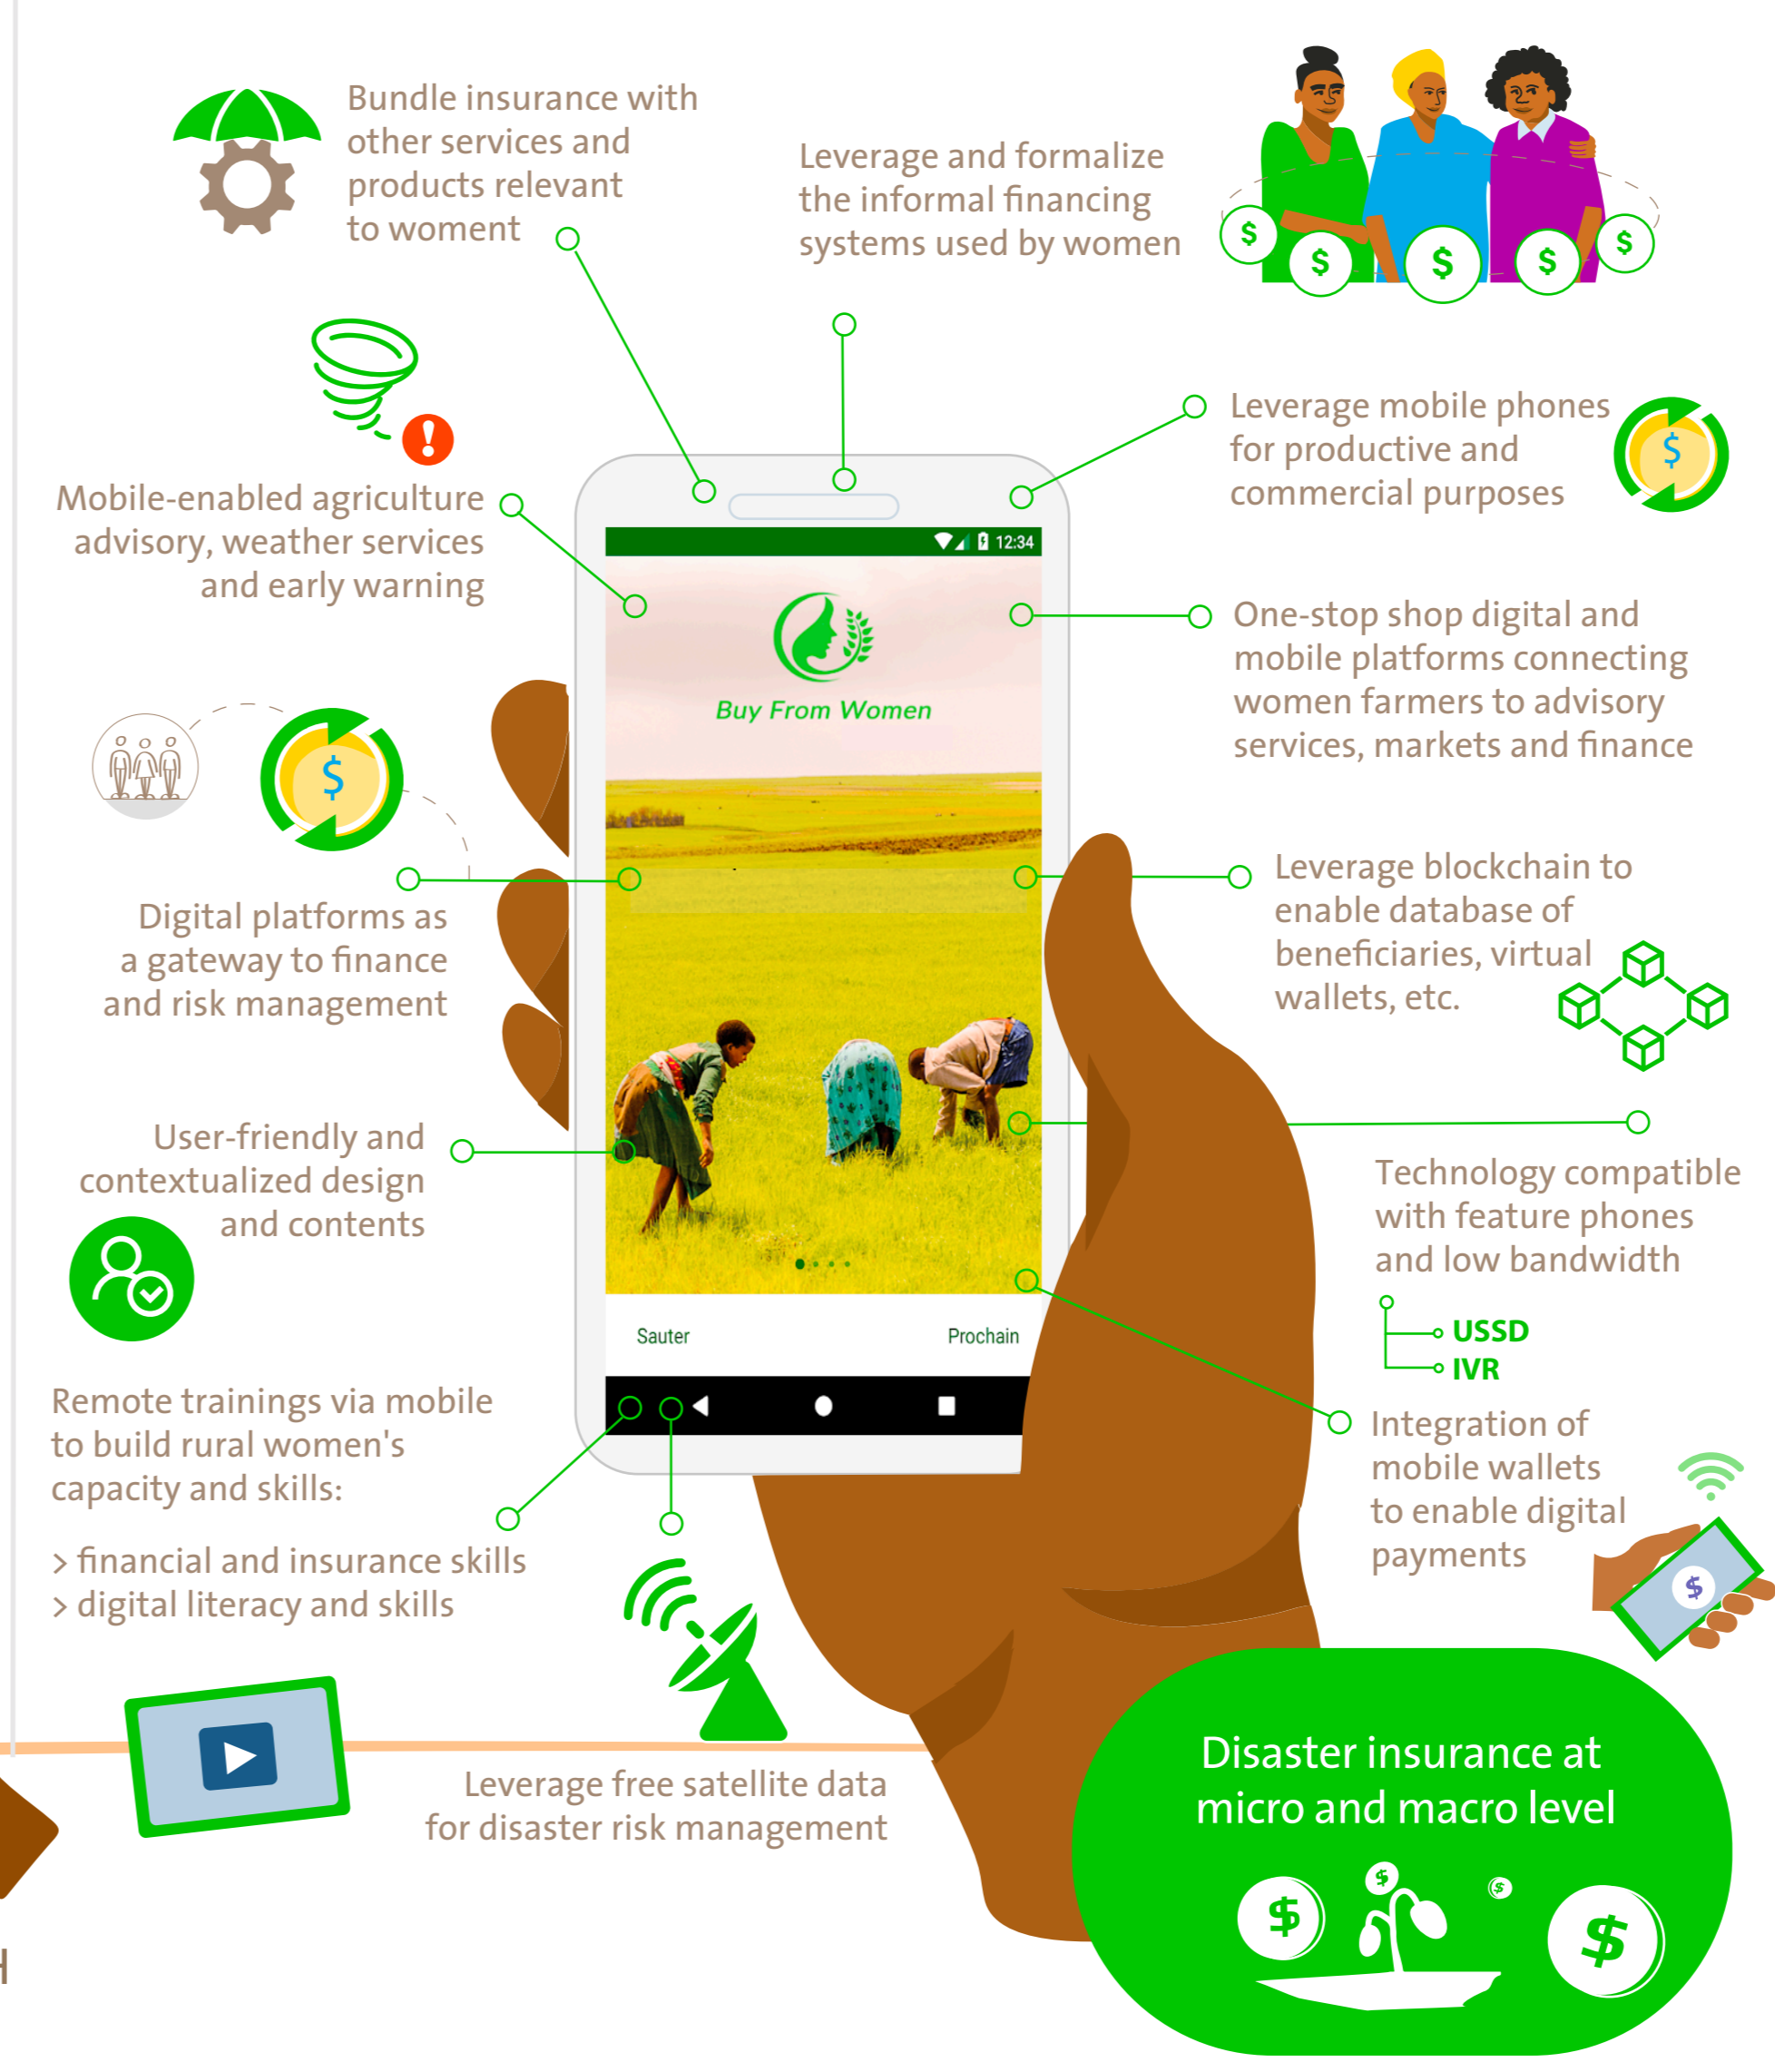 Bundle insurance with
other services and
products relevant
to woment
Leverage and formalize
the informal financing
systems used by women
$
$
$
$
$
Leverage mobile phones
for productive and
commercial purposes
$
!
Mobile-enabled agriculture
advisory, weather services
and early warning
12:34
Buy From Women
One-stop shop digital and
mobile platforms connecting
women farmers to advisory
services, markets and finance
$
Digital platforms as
a gateway to finance
and risk management
Leverage blockchain to
enable database of
beneficiaries, virtual
wallets, etc.
User-friendly and
contextualized design
and contents
Technology compatible
with feature phones
and low bandwidth
USSD
IVR
Sauter
Prochain
Remote trainings via mobile
to build rural women's
capacity and skills:
> financial and insurance skills
> digital literacy and skills
Integration of
mobile wallets
to enable digital
payments
$
Leverage free satellite data
for disaster risk management
Disaster insurance at
micro and macro level
$
$
$
$